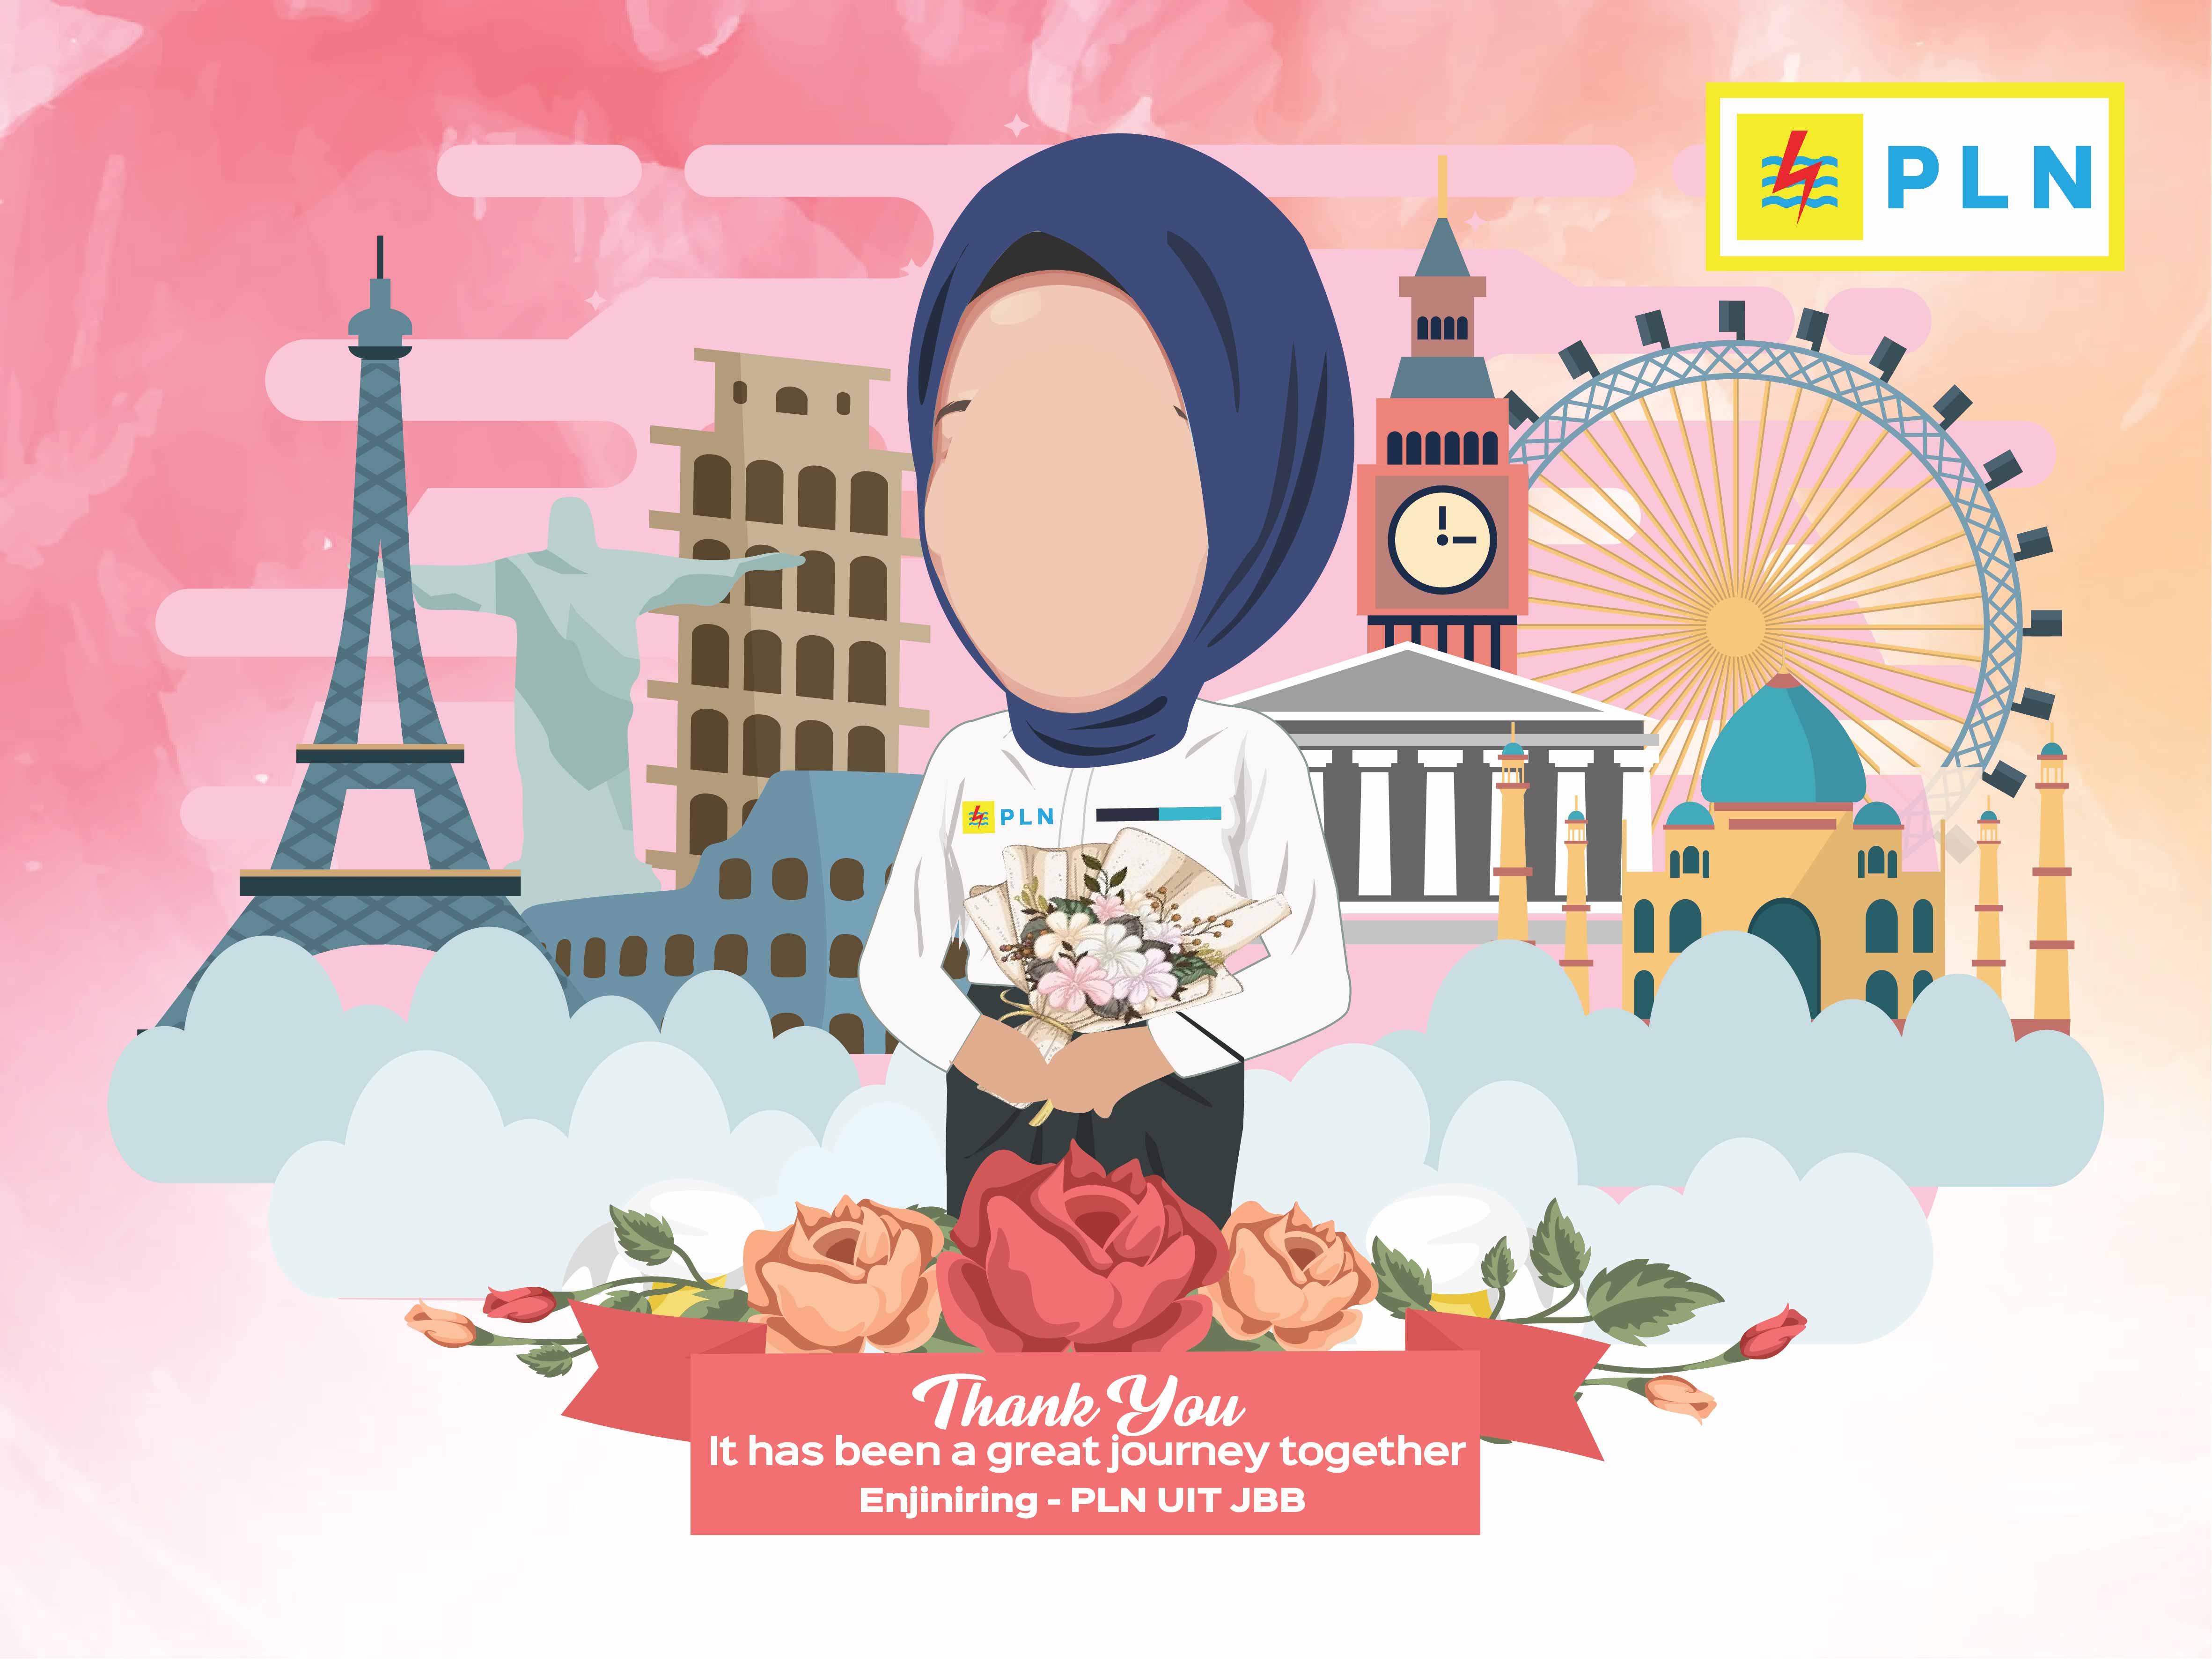 PLN
PLN
Thank You
It has been a great journey together
Enjiniring - PLN UIT JBB